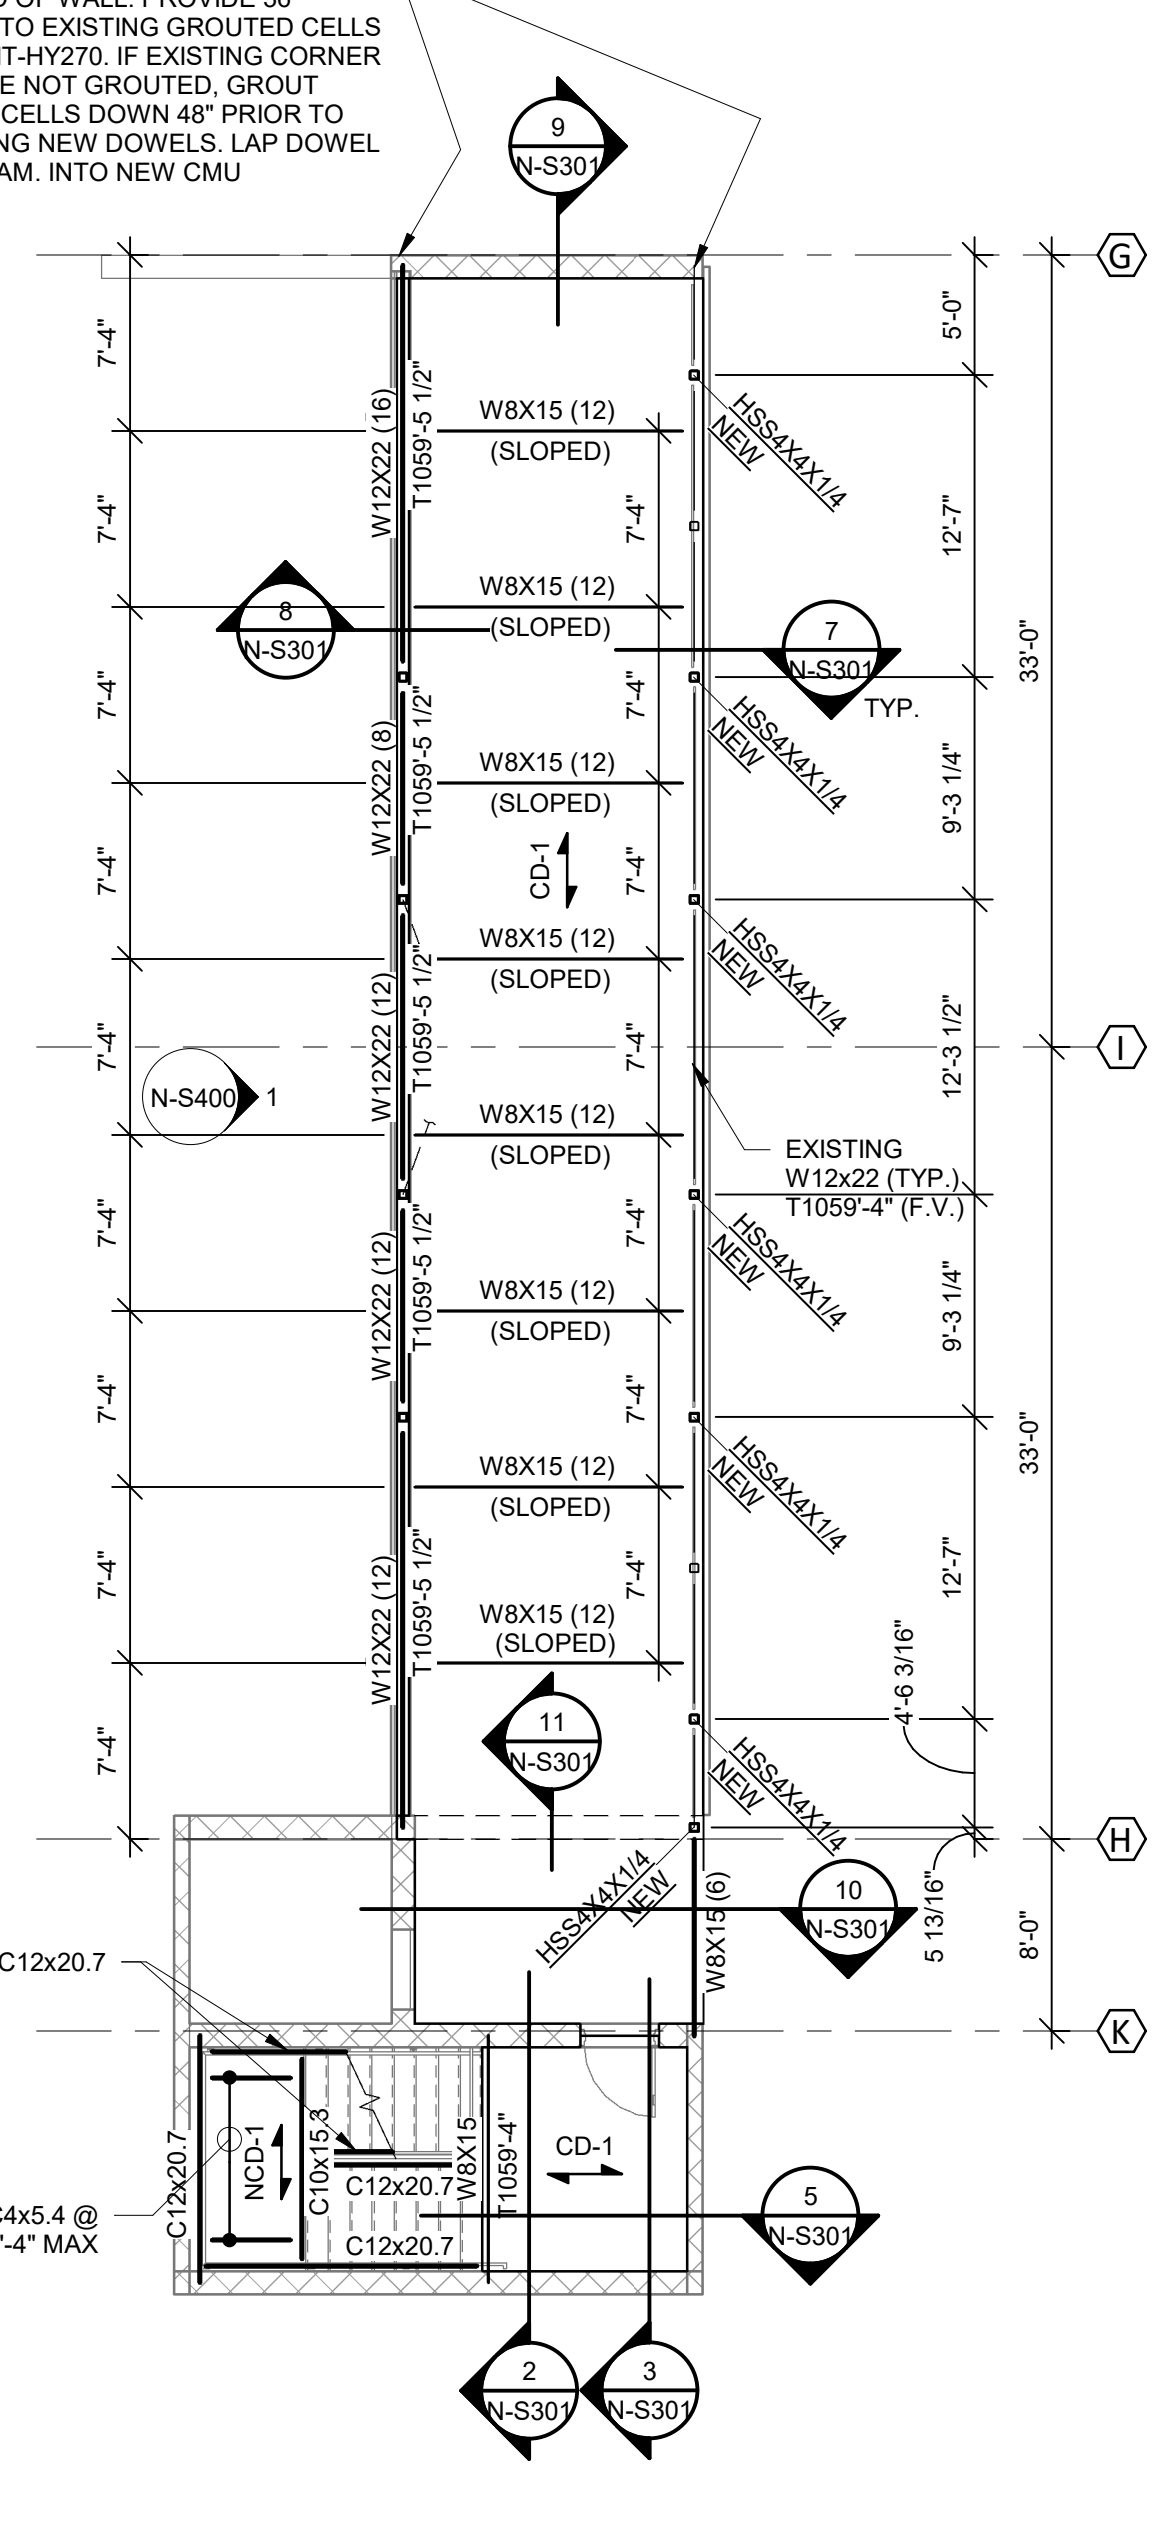 D OF WALL. PROVIDE 36"
TO EXISTING GROUTED CELLS
IT-HY270. IF EXISTING CORNER
E NOT GROUTED, GROUT
CELLS DOWN 48" PRIOR TO
NG NEW DOWELS. LAP DOWEL
AM. INTO NEW CMU
9
N-S301
G
7'-4"
5'-0"
W12X22 (16)
T1059'-5 1/2"
W8X15 (12)
(SLOPED)
HSS4X4X1/4
NEW
7'-4"
7'-4"
12'-7"
W8X15 (12)
(SLOPED)
8
N-S301
7
N-S301
TYP.
33'-0"
7'-4"
7'-4"
HSS4X4X1/4
NEW
W12X22 (8)
T1059'-5 1/2"
W8X15 (12)
(SLOPED)
9'-3 1/4"
7'-4"
CD-1
7'-4"
W8X15 (12)
(SLOPED)
HSS4X4X1/4
NEW
W12X22 (12)
T1059'-5 1/2"
7'-4"
7'-4"
12'-3 1/2"
I
N-S400
1
W8X15 (12)
(SLOPED)
EXISTING
W12x22 (TYP.)
T1059'-4" (F.V.)
7'-4"
7'-4"
HSS4X4X1/4
NEW
W12X22 (12)
T1059'-5 1/2"
W8X15 (12)
(SLOPED)
9'-3 1/4"
7'-4"
7'-4"
33'-0"
W8X15 (12)
(SLOPED)
HSS4X4X1/4
NEW
7'-4"
W12X22 (12)
T1059'-5 1/2"
7'-4"
12'-7"
W8X15 (12)
(SLOPED)
4'-6 3/16"
7'-4"
11
N-S301
HSS4X4X1/4
NEW
H
HSS4X4X1/4
NEW
W8X15 (6)
10
N-S301
5 13/16"
8'-0"
C12x20.7
K
C12x20.7
NCD-1
C10x15.3
C12x20.7
C12x20.7
W8X15
T1059'-4"
CD-1
C4x5.4 @
'-4" MAX
5
N-S301
2
N-S301
3
N-S301